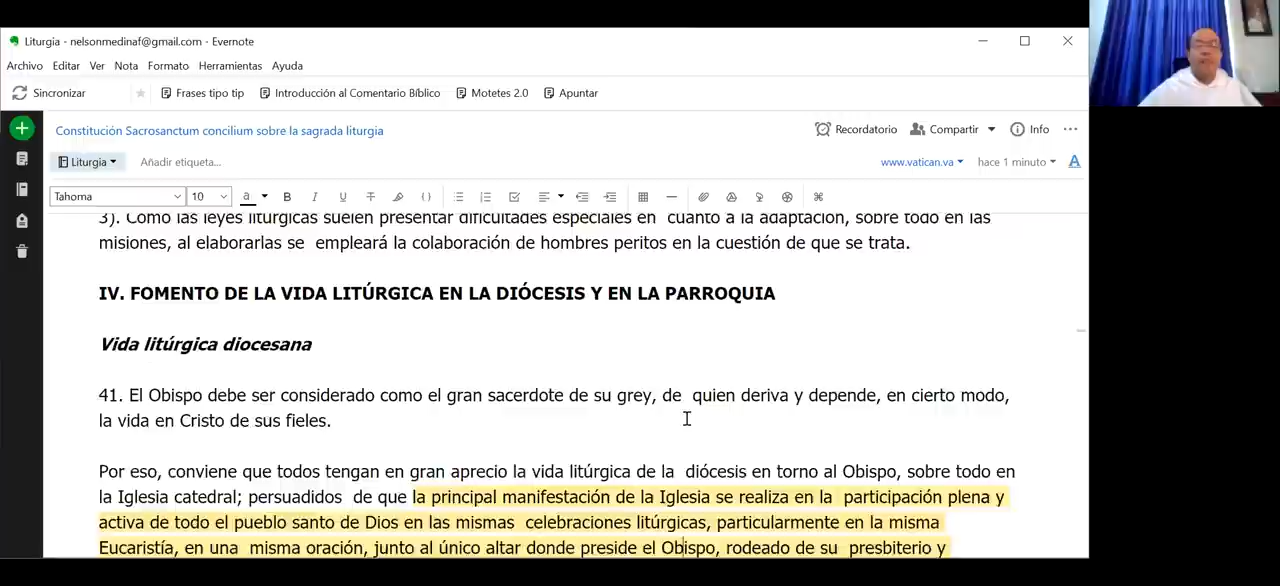 Liturgia - nelsonmedinaf@gmail.com - Evernote
Archivo Editar Ver Nota Formato Herramientas Ayuda
Sincronizar Frases tipo tip Introducción al Comentario Bíblico Motetes 2.0 Apuntar
Constitución Sacrosanctum concilium sobre la sagrada liturgia Recordatorio Compartir Info
Liturgia Añadir etiqueta... www.vatican.va hace 1 minuto
Tahoma 10 a B I U T
3). Como las leyes litúrgicas suelen presentar dificultades especiales en cuanto a la adaptación, sobre todo en las
misiones, al elaborarlas se empleará la colaboración de hombres peritos en la cuestión de que se trata.
IV. FOMENTO DE LA VIDA LITÚRGICA EN LA DIÓCESIS Y EN LA PARROQUIA
Vida litúrgica diocesana
41. El Obispo debe ser considerado como el gran sacerdote de su grey, de quien deriva y depende, en cierto modo,
la vida en Cristo de sus fieles.
Por eso, conviene que todos tengan en gran aprecio la vida litúrgica de la diócesis en torno al Obispo, sobre todo en
la Iglesia catedral; persuadidos de que la principal manifestación de la Iglesia se realiza en la participación plena y
activa de todo el pueblo santo de Dios en las mismas celebraciones litúrgicas, particularmente en la misma
Eucaristía, en una misma oración, junto al único altar donde preside el Obispo, rodeado de su presbiterio y